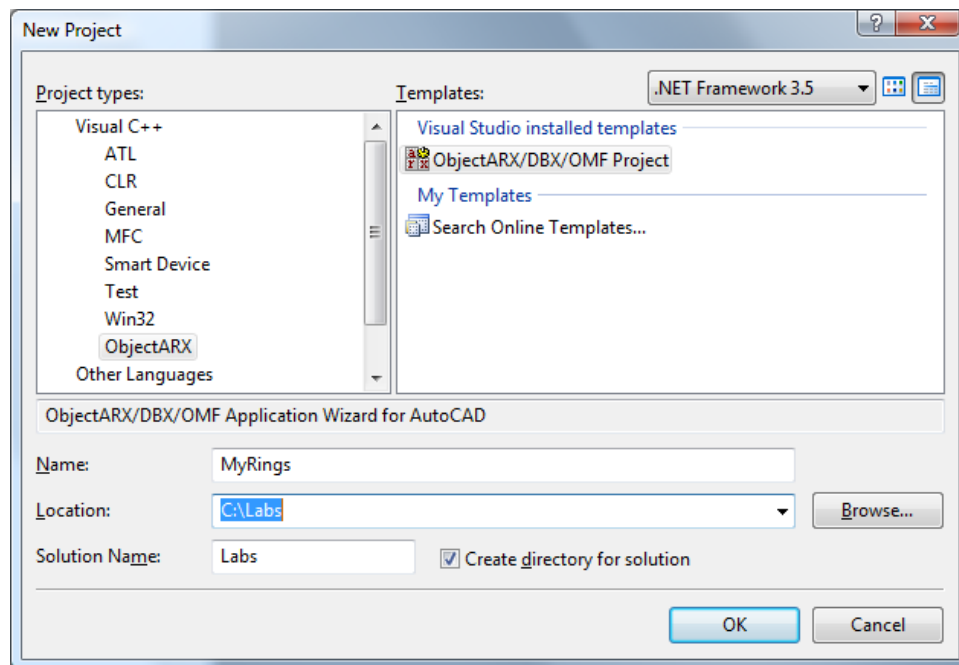 New Project
Project types:
Templates:
.NET Framework 3.5
Visual C++
ATL
CLR
General
MFC
Smart Device
Test
Win32
ObjectARX
Other Languages
Visual Studio installed templates
ObjectARX/DBX/OMF Project
My Templates
Search Online Templates...
ObjectARX/DBX/OMF Application Wizard for AutoCAD
Name: MyRings
Location: C:\Labs Browse...
Solution Name: Labs Create directory for solution
OK Cancel